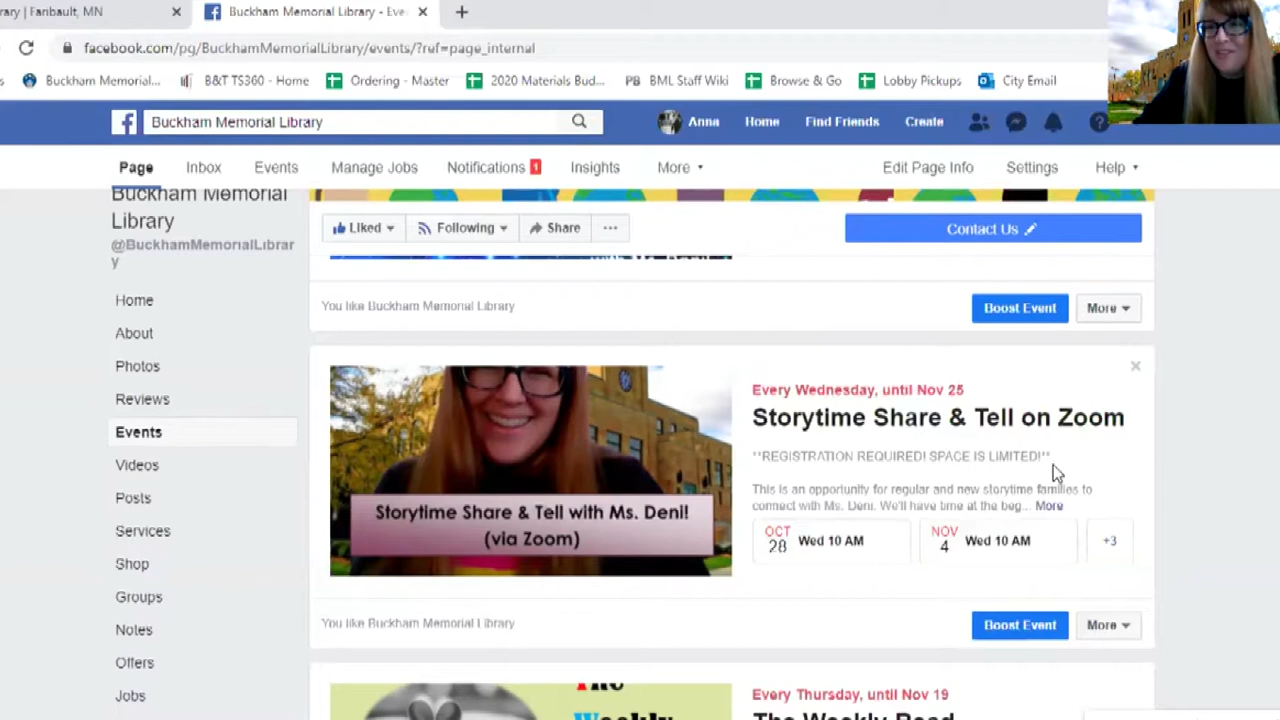 rary | Faribault, MN
Buckham Memorial Library - Eve
facebook.com/pg/BuckhamMemorialLibrary/events/?ref=page_internal
Buckham Memorial... B&T TS360 - Home Ordering - Master 2020 Materials Bud... PB BML Staff Wiki Browse & Go Lobby Pickups City Email
Buckham Memorial Library Anna Home Find Friends Create
Page Inbox Events Manage Jobs Notifications 1 Insights More Edit Page Info Settings Help
Buckham Memorial
Library
@BuckhamMemorialLibrar
y
Home
About
Photos
Reviews
Events
Videos
Posts
Services
Shop
Groups
Notes
Offers
Jobs
Liked Following Share ... Contact Us
You like Buckham Memorial Library Boost Event More
Storytime Share & Tell with Ms. Deni!
(via Zoom)
Every Wednesday, until Nov 25
Storytime Share & Tell on Zoom
**REGISTRATION REQUIRED! SPACE IS LIMITED!**
This is an opportunity for regular and new storytime families to
connect with Ms. Deni. We'll have time at the beg... More
OCT 28 Wed 10 AM
NOV 4 Wed 10 AM
+3
You like Buckham Memorial Library Boost Event More
Every Thursday, until Nov 19
The Weekly Read